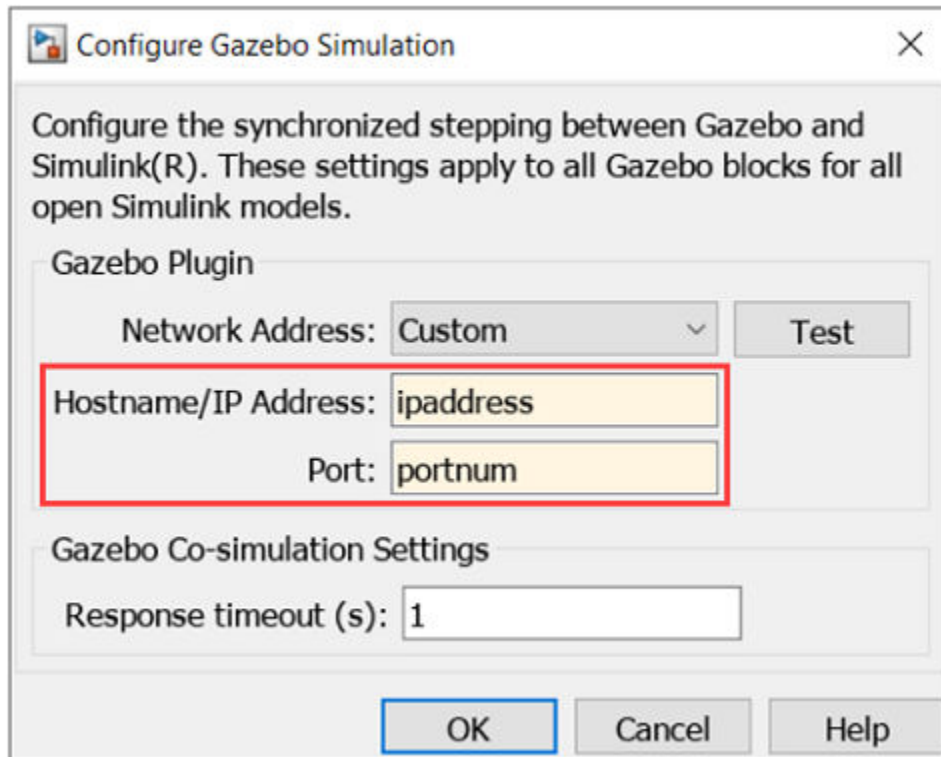 Configure Gazebo Simulation
Configure the synchronized stepping between Gazebo and
Simulink(R). These settings apply to all Gazebo blocks for all
open Simulink models.
Gazebo Plugin
Network Address: Custom Test
Hostname/IP Address: ipaddress
Port: portnum
Gazebo Co-simulation Settings
Response timeout (s): 1
OK Cancel Help